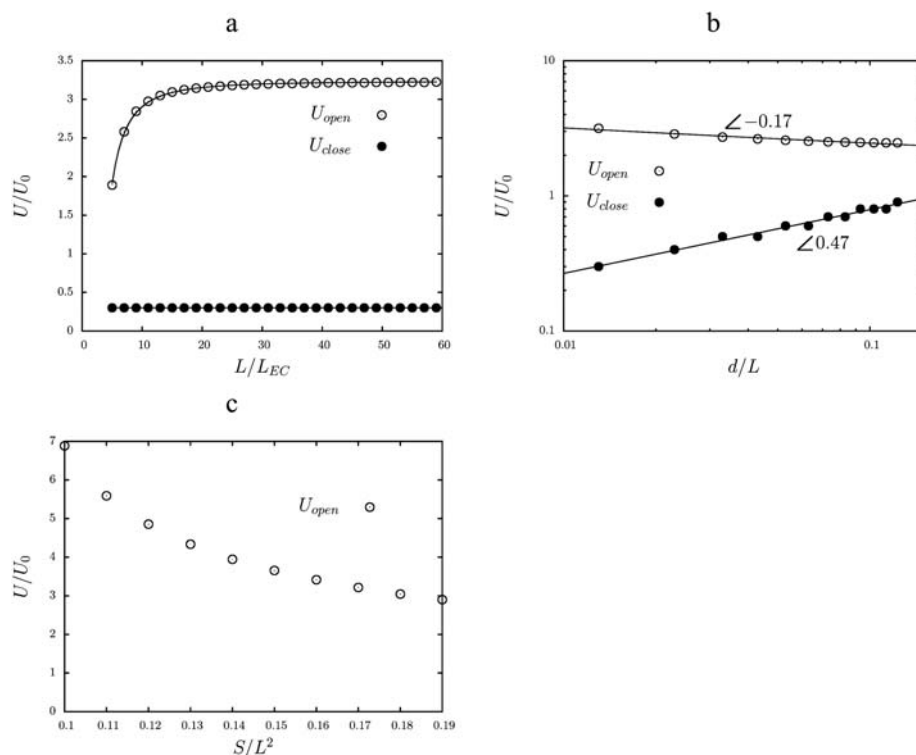 a
3.5
3
2.5
2
1.5
1
0.5
0
U/U0
Uopen
Uclose
0 10 20 30 40 50 60
L/LEC
b
10
1
0.1
U/U0
∠−0.17
Uopen
Uclose
∠0.47
0.01 0.1
d/L
c
7
6
5
4
3
2
1
0
U/U0
Uopen
0.1 0.11 0.12 0.13 0.14 0.15 0.16 0.17 0.18 0.19
S/L²